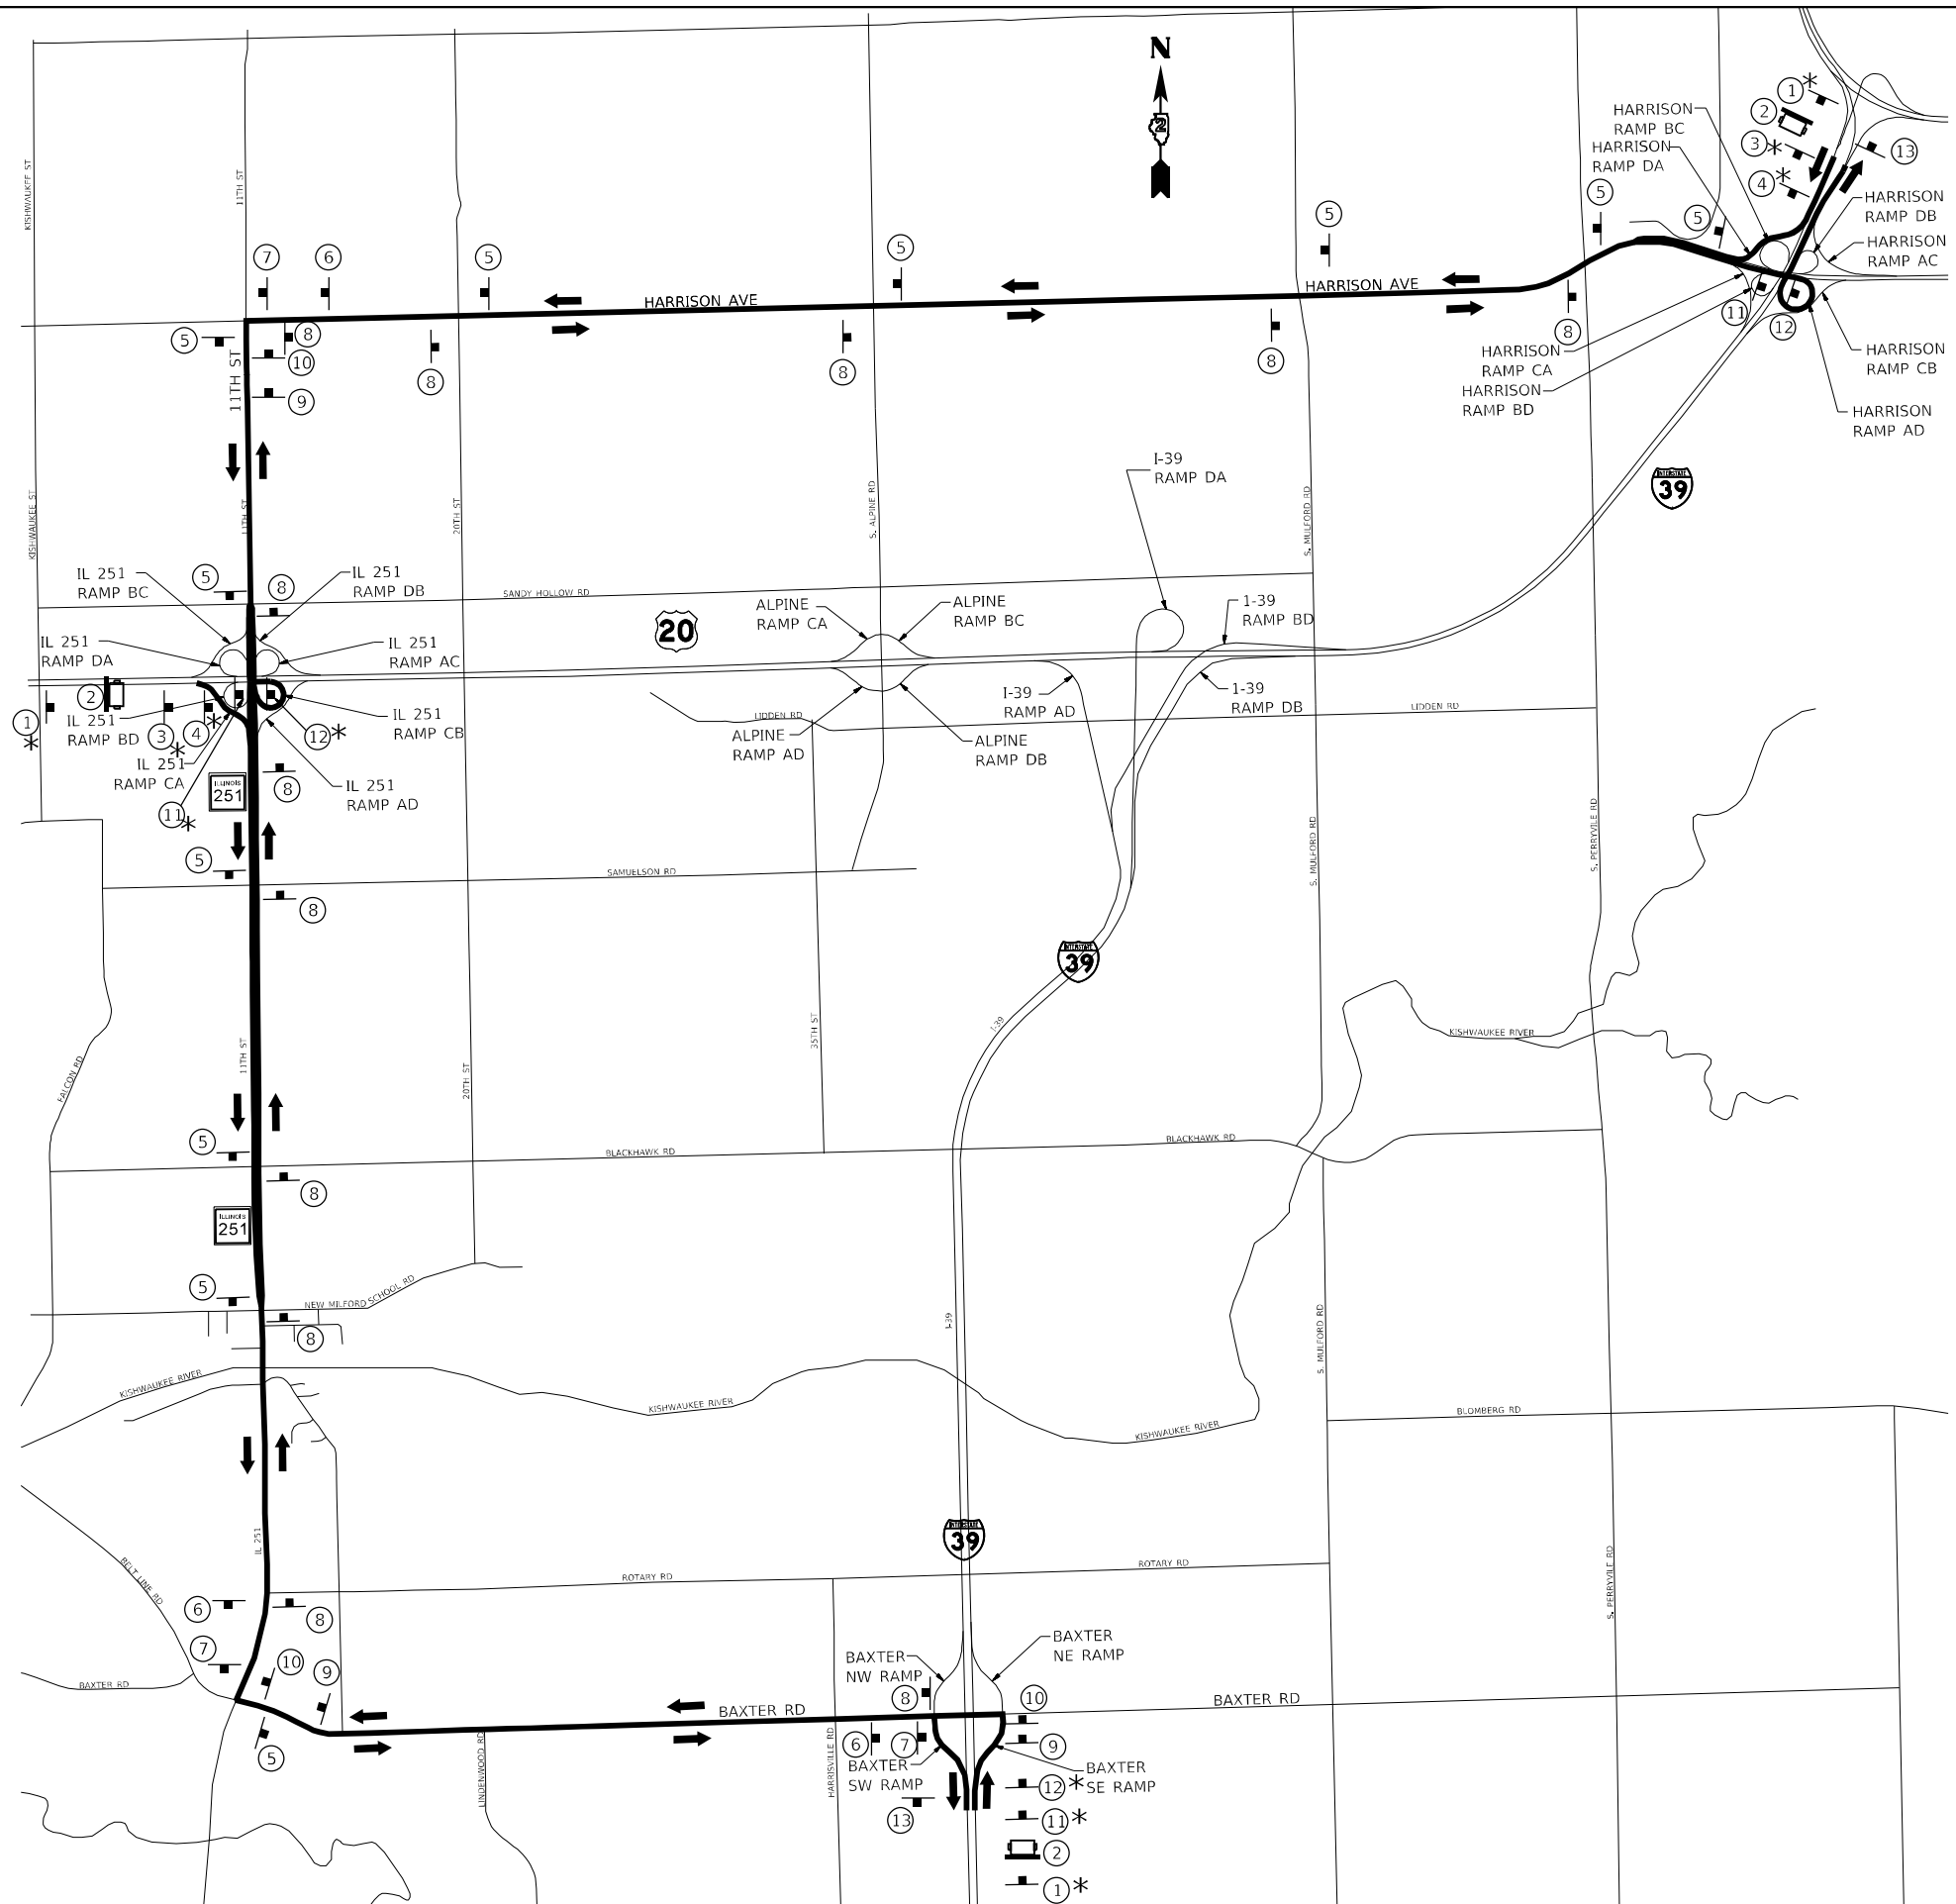 N
2
1
*
2
3
*
4
*
13
HARRISON
RAMP BC
HARRISON
RAMP DA
HARRISON
RAMP DB
HARRISON
RAMP AC
5
5
5
5
5
6
7
KISHWAUKEE ST
11TH ST
HARRISON AVE
HARRISON AVE
5
8
10
9
8
8
8
8
11
12
HARRISON
RAMP CA
HARRISON
RAMP BD
HARRISON
RAMP CB
HARRISON
RAMP AD
11TH ST
I-39
RAMP DA
INTERSTATE
39
KISHWAUKEE ST
11TH ST
20TH ST
S. ALPINE RD
S. MULFORD RD
IL 251
RAMP BC
5
8
IL 251
RAMP DB
SANDY HOLLOW RD
IL 251
RAMP DA
IL 251
RAMP AC
20
ALPINE
RAMP CA
ALPINE
RAMP BC
1-39
RAMP BD
1
*
2
IL 251
RAMP BD
3
*
4
*
12
*
IL 251
RAMP CB
I-39
RAMP AD
1-39
RAMP DB
LIDDEN RD
LIDDEN RD
ALPINE
RAMP AD
ALPINE
RAMP DB
IL 251
RAMP CA
IL 251
RAMP AD
8
11
*
ILLINOIS
251
5
8
SAMUELSON RD
S. MULFORD RD
S. PERRYVILE RD
INTERSTATE
39
I-39
FALCON RD
11TH ST
20TH ST
35TH ST
KISHWAUKEE RIVER
5
8
BLACKHAWK RD
BLACKHAWK RD
ILLINOIS
251
5
8
NEW MILFORD SCHOOL RD
I-39
S. MULFORD RD
KISHWAUKEE RIVER
KISHWAUKEE RIVER
KISHWAUKEE RIVER
BLOMBERG RD
IL 251
BELT LINE RD
INTERSTATE
39
ROTARY RD
ROTARY RD
S. PERRYVILE RD
6
8
7
10
9
BAXTER
NW RAMP
BAXTER
NE RAMP
BAXTER RD
8
10
BAXTER RD
BAXTER RD
5
6
7
9
LINDENWOOD RD
HARRISVILLE RD
BAXTER
SW RAMP
BAXTER
SE RAMP
12
*
13
11
*
2
1
*